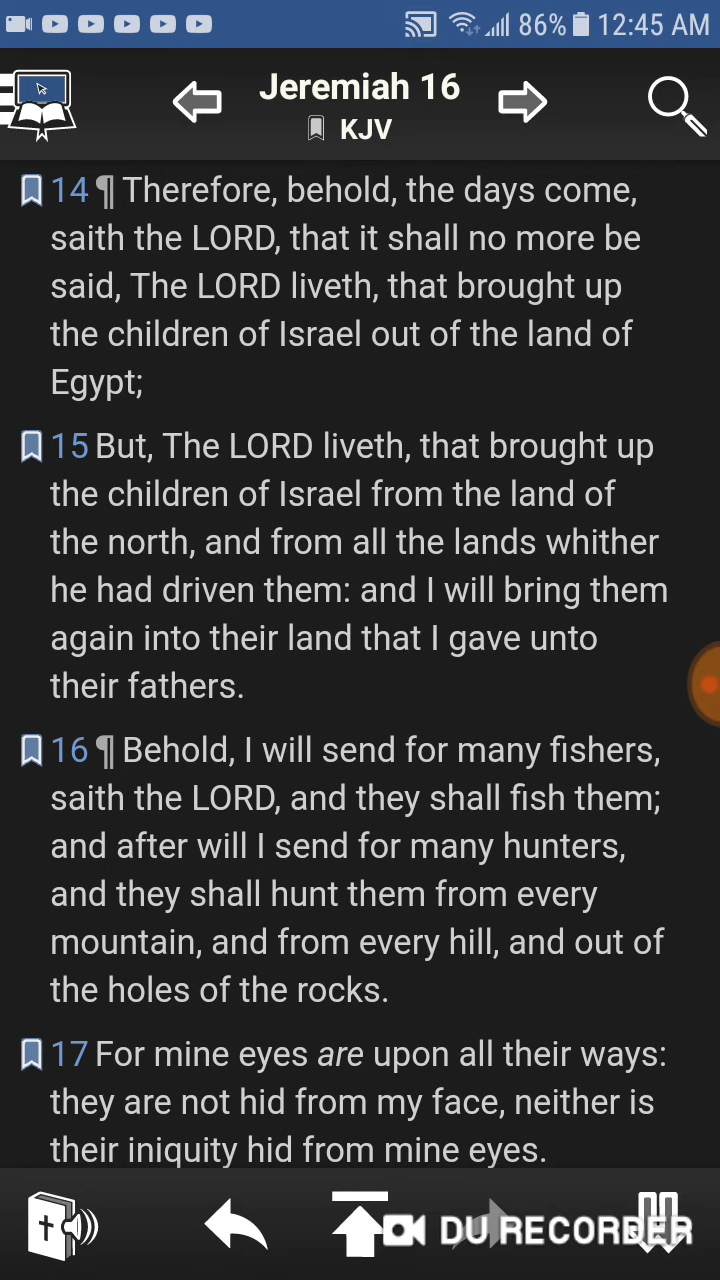 86% 12:45 AM
Jeremiah 16
KJV
14 ¶ Therefore, behold, the days come,
saith the LORD, that it shall no more be
said, The LORD liveth, that brought up
the children of Israel out of the land of
Egypt;
15 But, The LORD liveth, that brought up
the children of Israel from the land of
the north, and from all the lands whither
he had driven them: and I will bring them
again into their land that I gave unto
their fathers.
16 ¶ Behold, I will send for many fishers,
saith the LORD, and they shall fish them;
and after will I send for many hunters,
and they shall hunt them from every
mountain, and from every hill, and out of
the holes of the rocks.
17 For mine eyes are upon all their ways:
they are not hid from my face, neither is
their iniquity hid from mine eyes.
DU RECORDER